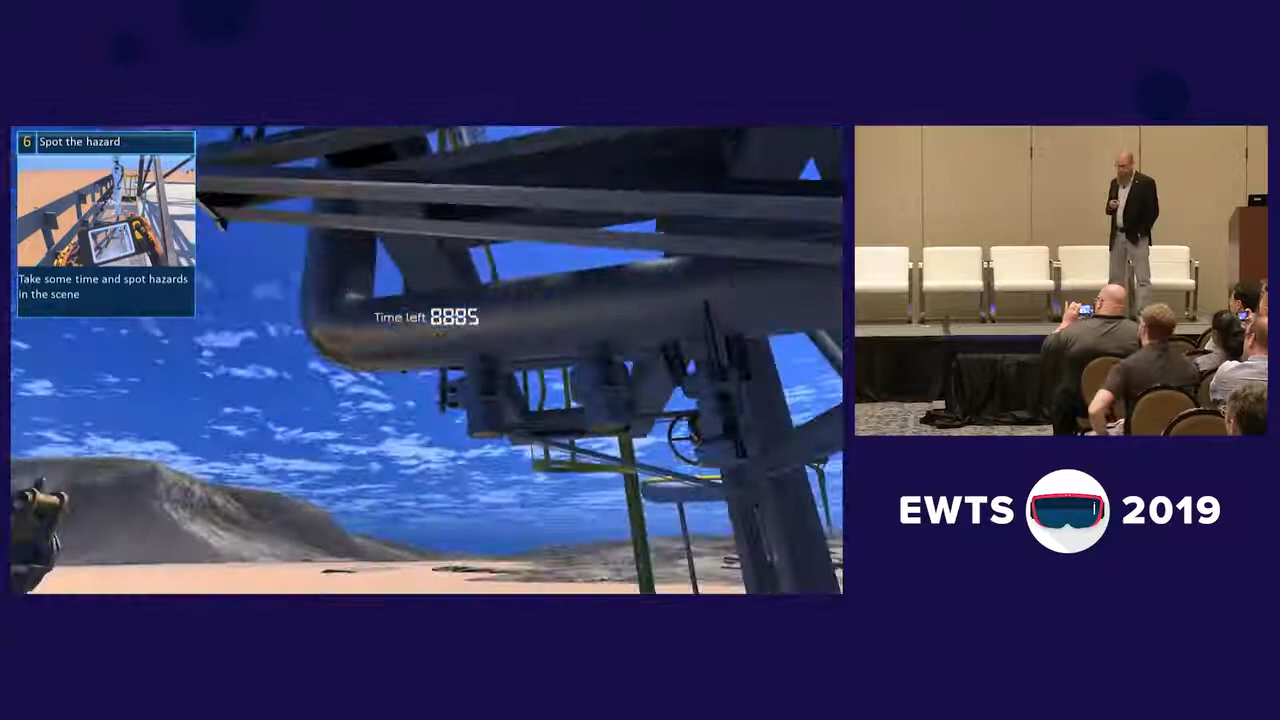 6 Spot the hazard
Take some time and spot hazards
in the scene
Time left 8885
EWTS 2019